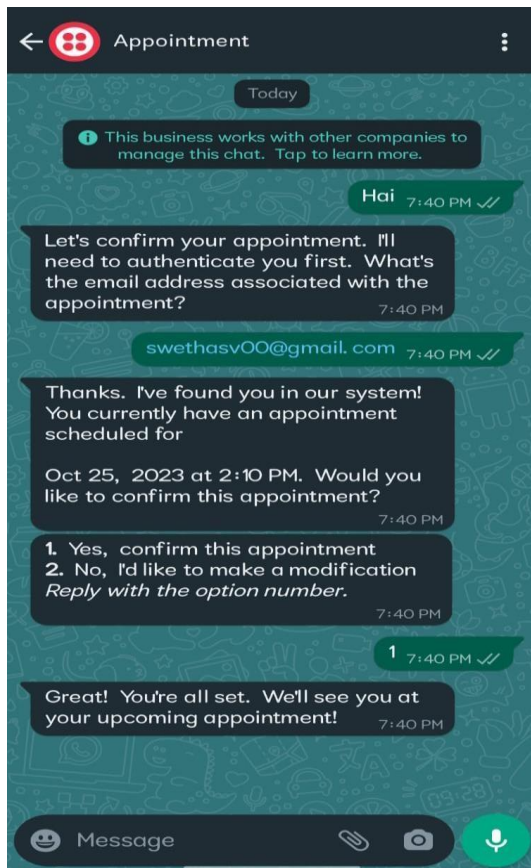 Appointment
Today
This business works with other companies to
manage this chat. Tap to learn more.
Hai 7:40 PM
Let's confirm your appointment. I'll
need to authenticate you first. What's
the email address associated with the
appointment?
7:40 PM
swethasv00@gmail.com 7:40 PM
Thanks. I've found you in our system!
You currently have an appointment
scheduled for
Oct 25, 2023 at 2:10 PM. Would you
like to confirm this appointment?
7:40 PM
1. Yes, confirm this appointment
2. No, I'd like to make a modification
Reply with the option number.
7:40 PM
1 7:40 PM
Great! You're all set. We'll see you at
your upcoming appointment! 7:40 PM
Message